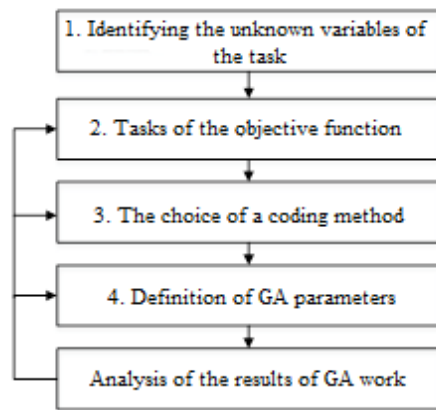 1. Identifying the unknown variables of
the task
2. Tasks of the objective function
3. The choice of a coding method
4. Definition of GA parameters
Analysis of the results of GA work